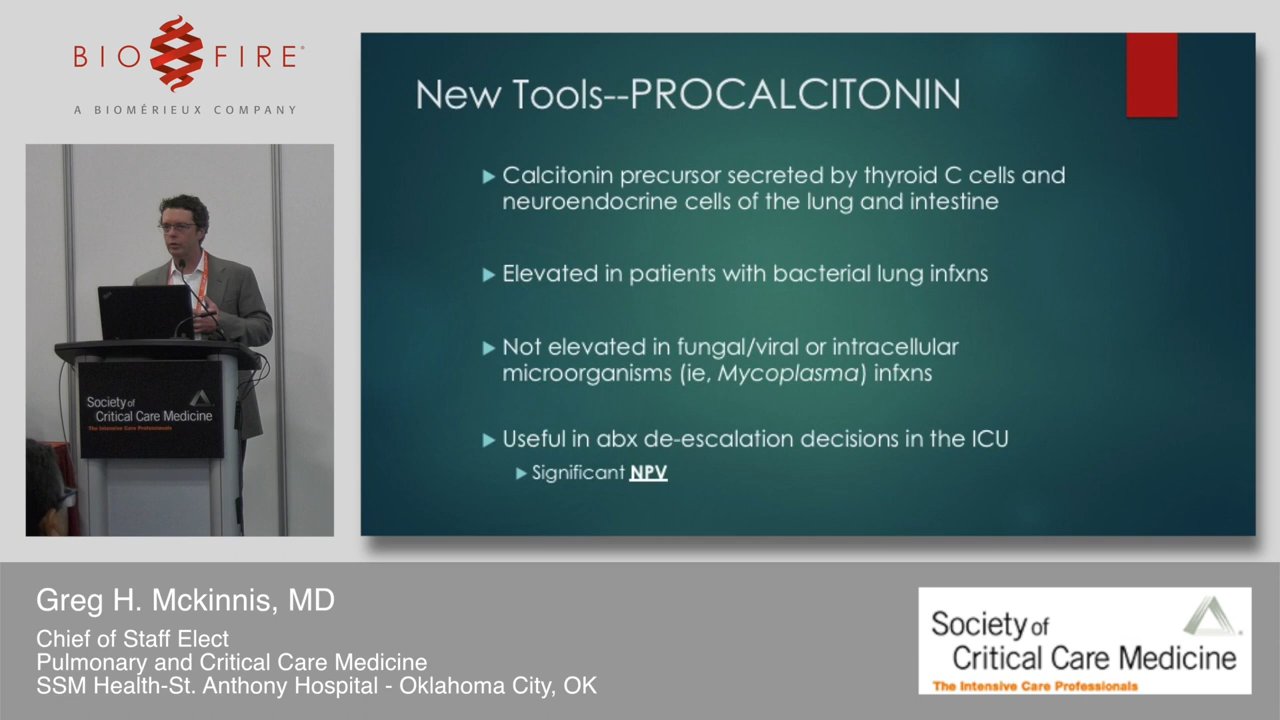 BIO FIRE®
A BIOMÉRIEUX COMPANY
New Tools--PROCALCITONIN
Calcitonin precursor secreted by thyroid C cells and
neuroendocrine cells of the lung and intestine
Elevated in patients with bacterial lung infxns
Not elevated in fungal/viral or intracellular
microorganisms (ie, Mycoplasma) infxns
Useful in abx de-escalation decisions in the ICU
Significant NPV
Society of
Critical Care Medicine
The Intensive Care Professionals
Greg H. Mckinnis, MD
Chief of Staff Elect
Pulmonary and Critical Care Medicine
SSM Health-St. Anthony Hospital - Oklahoma City, OK
Society of
Critical Care Medicine
The Intensive Care Professionals